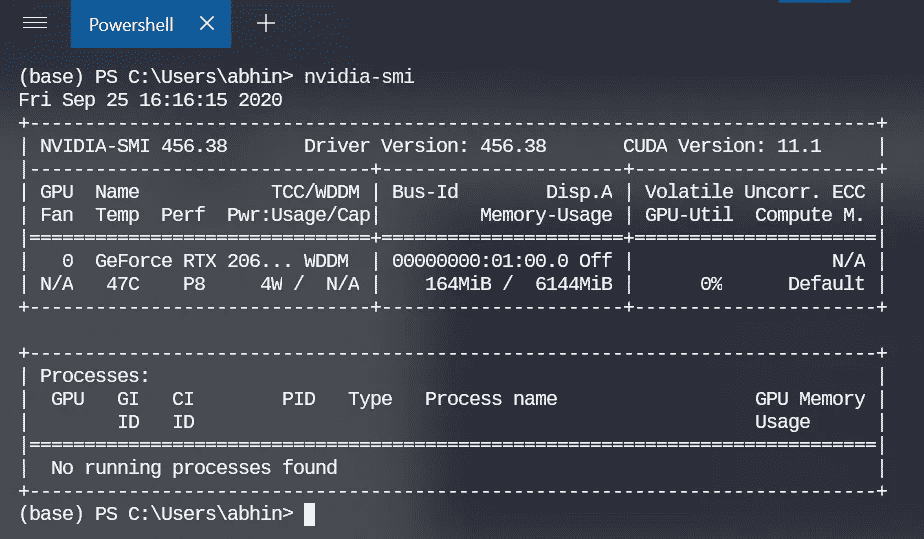 Powershell
(base) PS C:\Users\abhin> nvidia-smi
Fri Sep 25 16:16:15 2020
+-----------------------------------------------------------------------------+
| NVIDIA-SMI 456.38       Driver Version: 456.38       CUDA Version: 11.1     |
|-------------------------------+----------------------+----------------------+
| GPU  Name            TCC/WDDM | Bus-Id        Disp.A | Volatile Uncorr. ECC |
| Fan  Temp  Perf  Pwr:Usage/Cap|         Memory-Usage | GPU-Util  Compute M. |
|===============================+======================+======================|
|   0  GeForce RTX 206... WDDM  | 00000000:01:00.0 Off |                  N/A |
| N/A   47C    P8     4W /  N/A |    164MiB /  6144MiB |      0%      Default |
+-------------------------------+----------------------+----------------------+
+-----------------------------------------------------------------------------+
| Processes:                                                                  |
|  GPU   GI   CI        PID   Type   Process name                  GPU Memory |
|        ID   ID                                                   Usage      |
|=============================================================================|
|  No running processes found                                                 |
+-----------------------------------------------------------------------------+
(base) PS C:\Users\abhin>